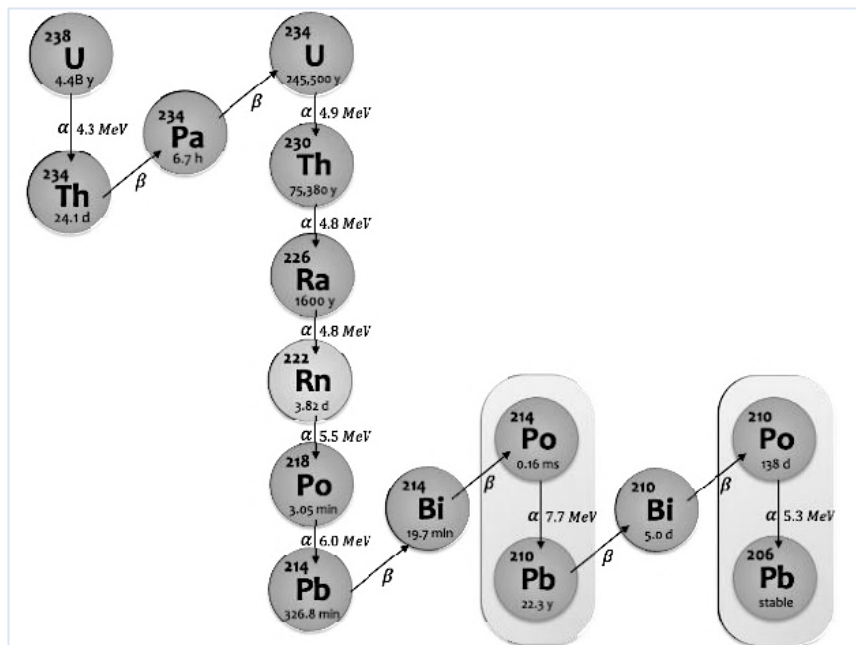 238
U
4.4B y
α 4.3 MeV
234
Th
24.1 d
β
234
Pa
6.7 h
β
234
U
245,500 y
α 4.9 MeV
230
Th
75,380 y
α 4.8 MeV
226
Ra
1600 y
α 4.8 MeV
222
Rn
3.82 d
α 5.5 MeV
218
Po
3.05 min
α 6.0 MeV
214
Pb
326.8 min
β
214
Bi
19.7 min
β
214
Po
0.16 ms
α 7.7 MeV
210
Pb
22.3 y
β
210
Bi
5.0 d
β
210
Po
138 d
α 5.3 MeV
206
Pb
stable